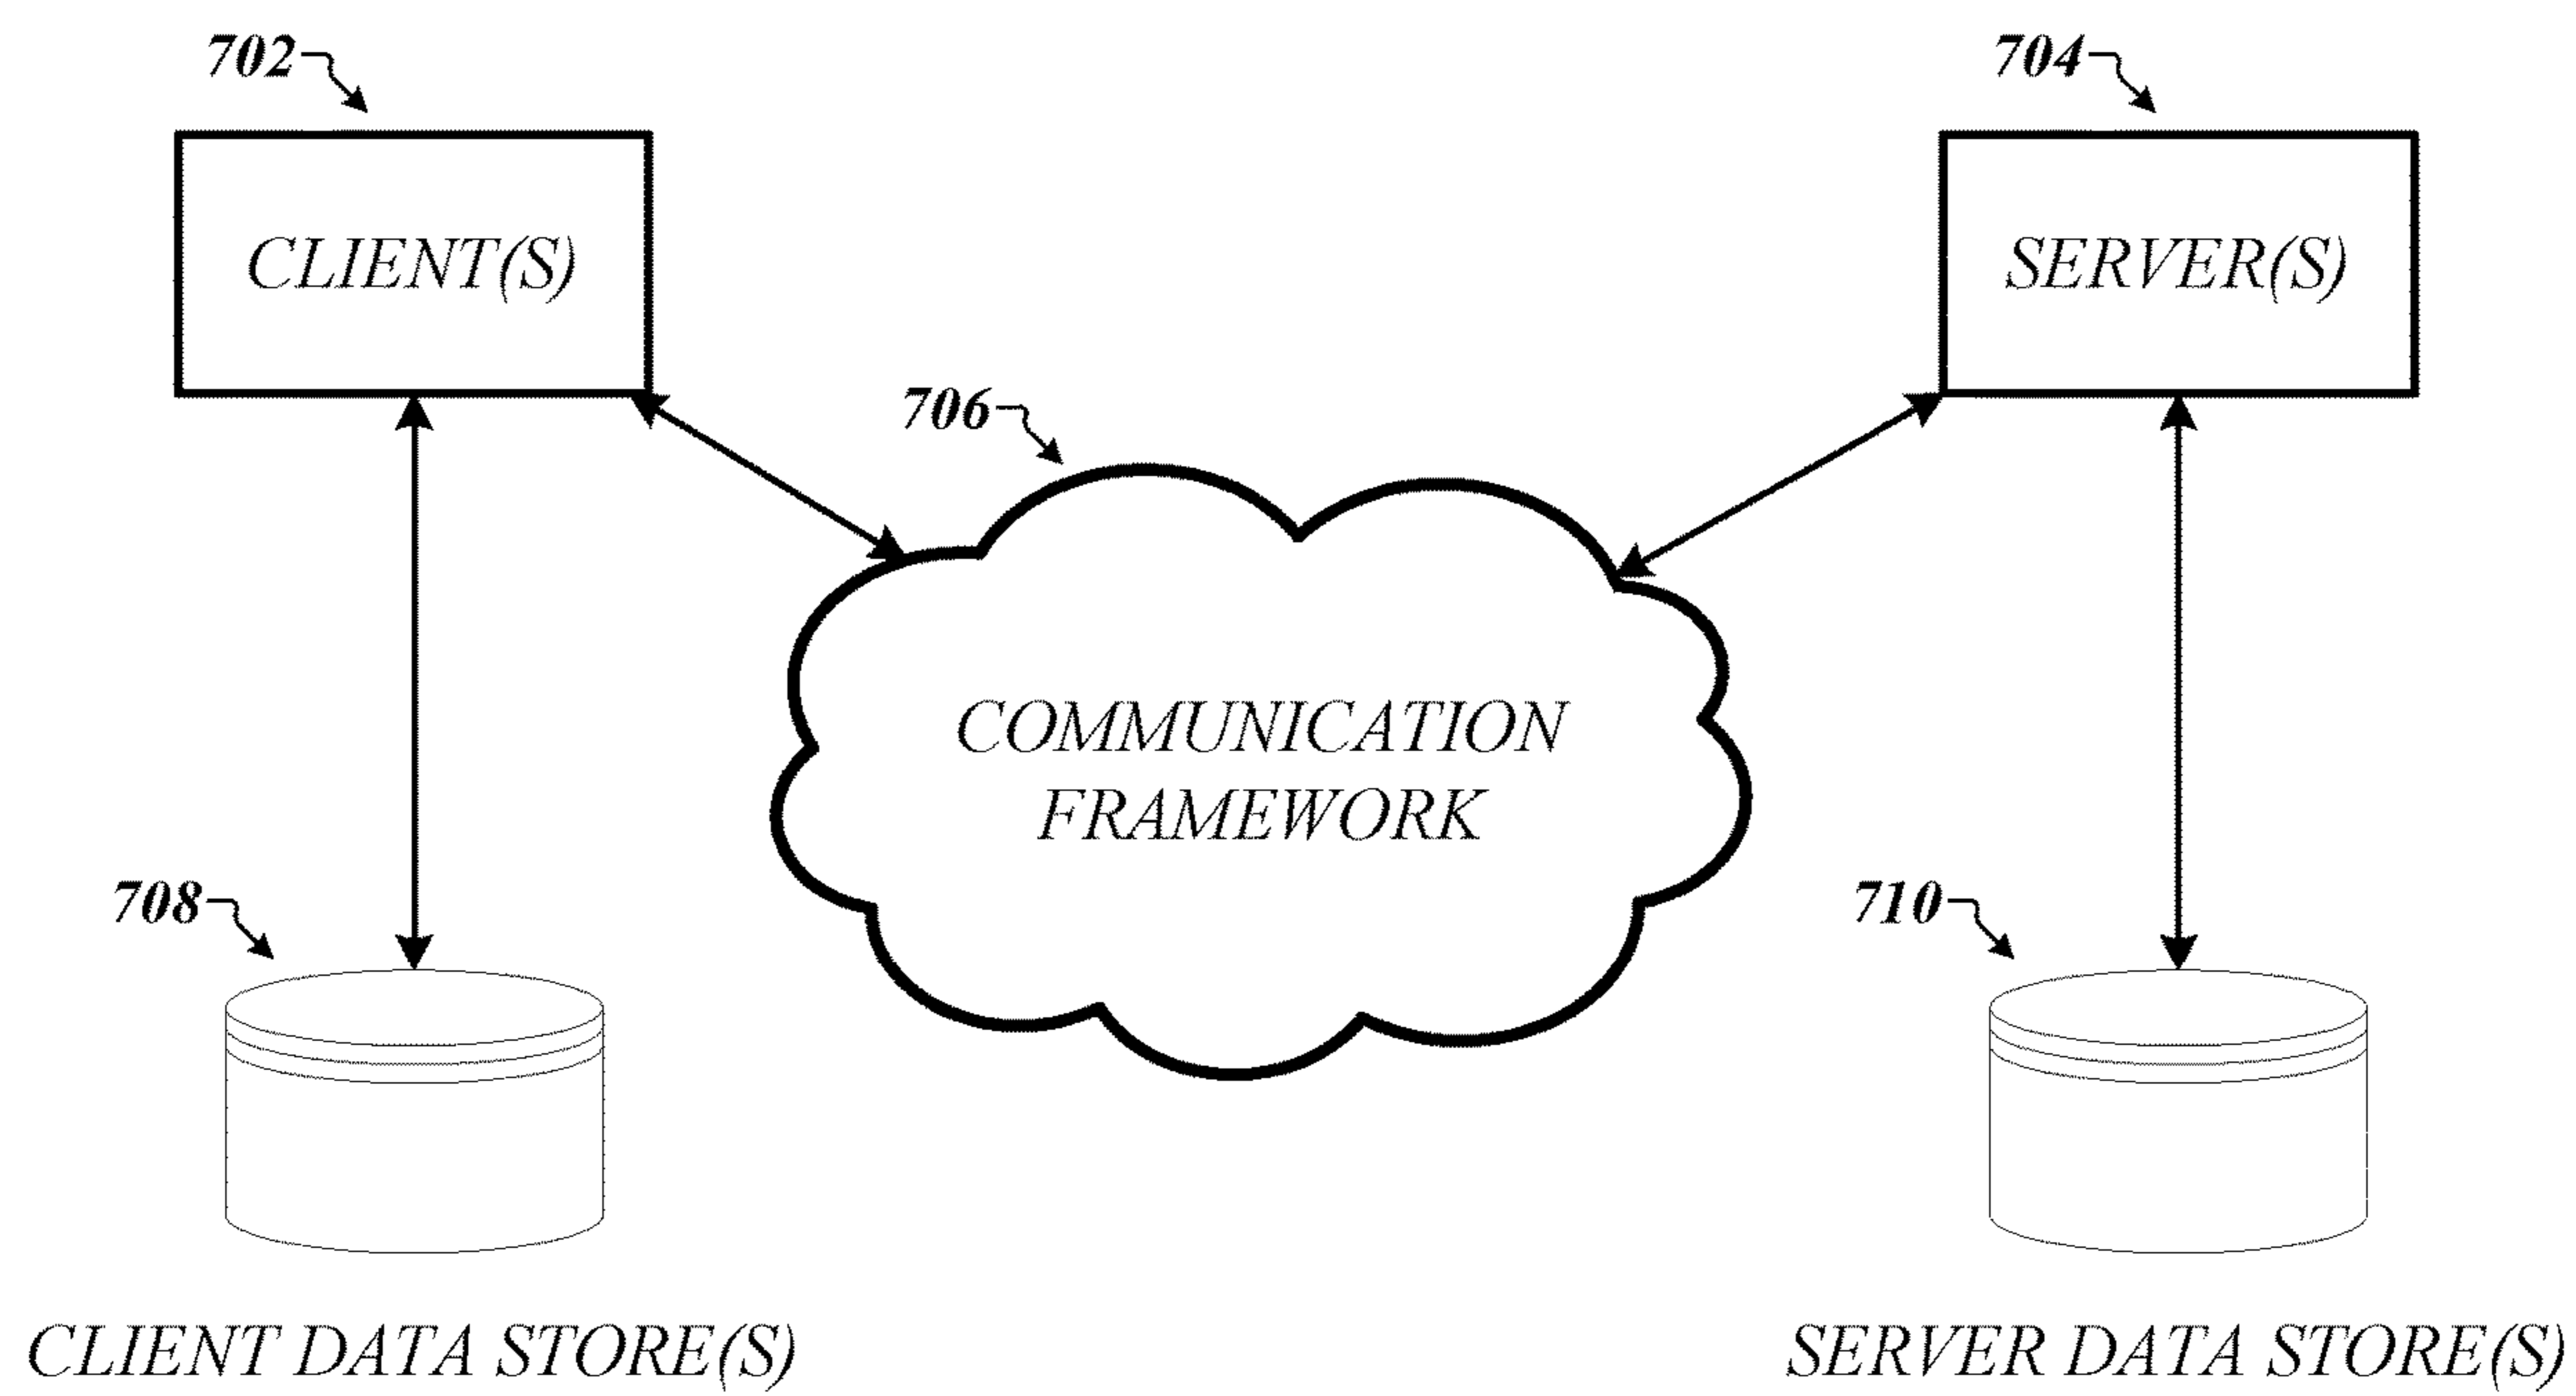 702
704
CLIENT(S)
SERVER(S)
706
COMMUNICATION
FRAMEWORK
708
710
CLIENT DATA STORE(S)
SERVER DATA STORE(S)